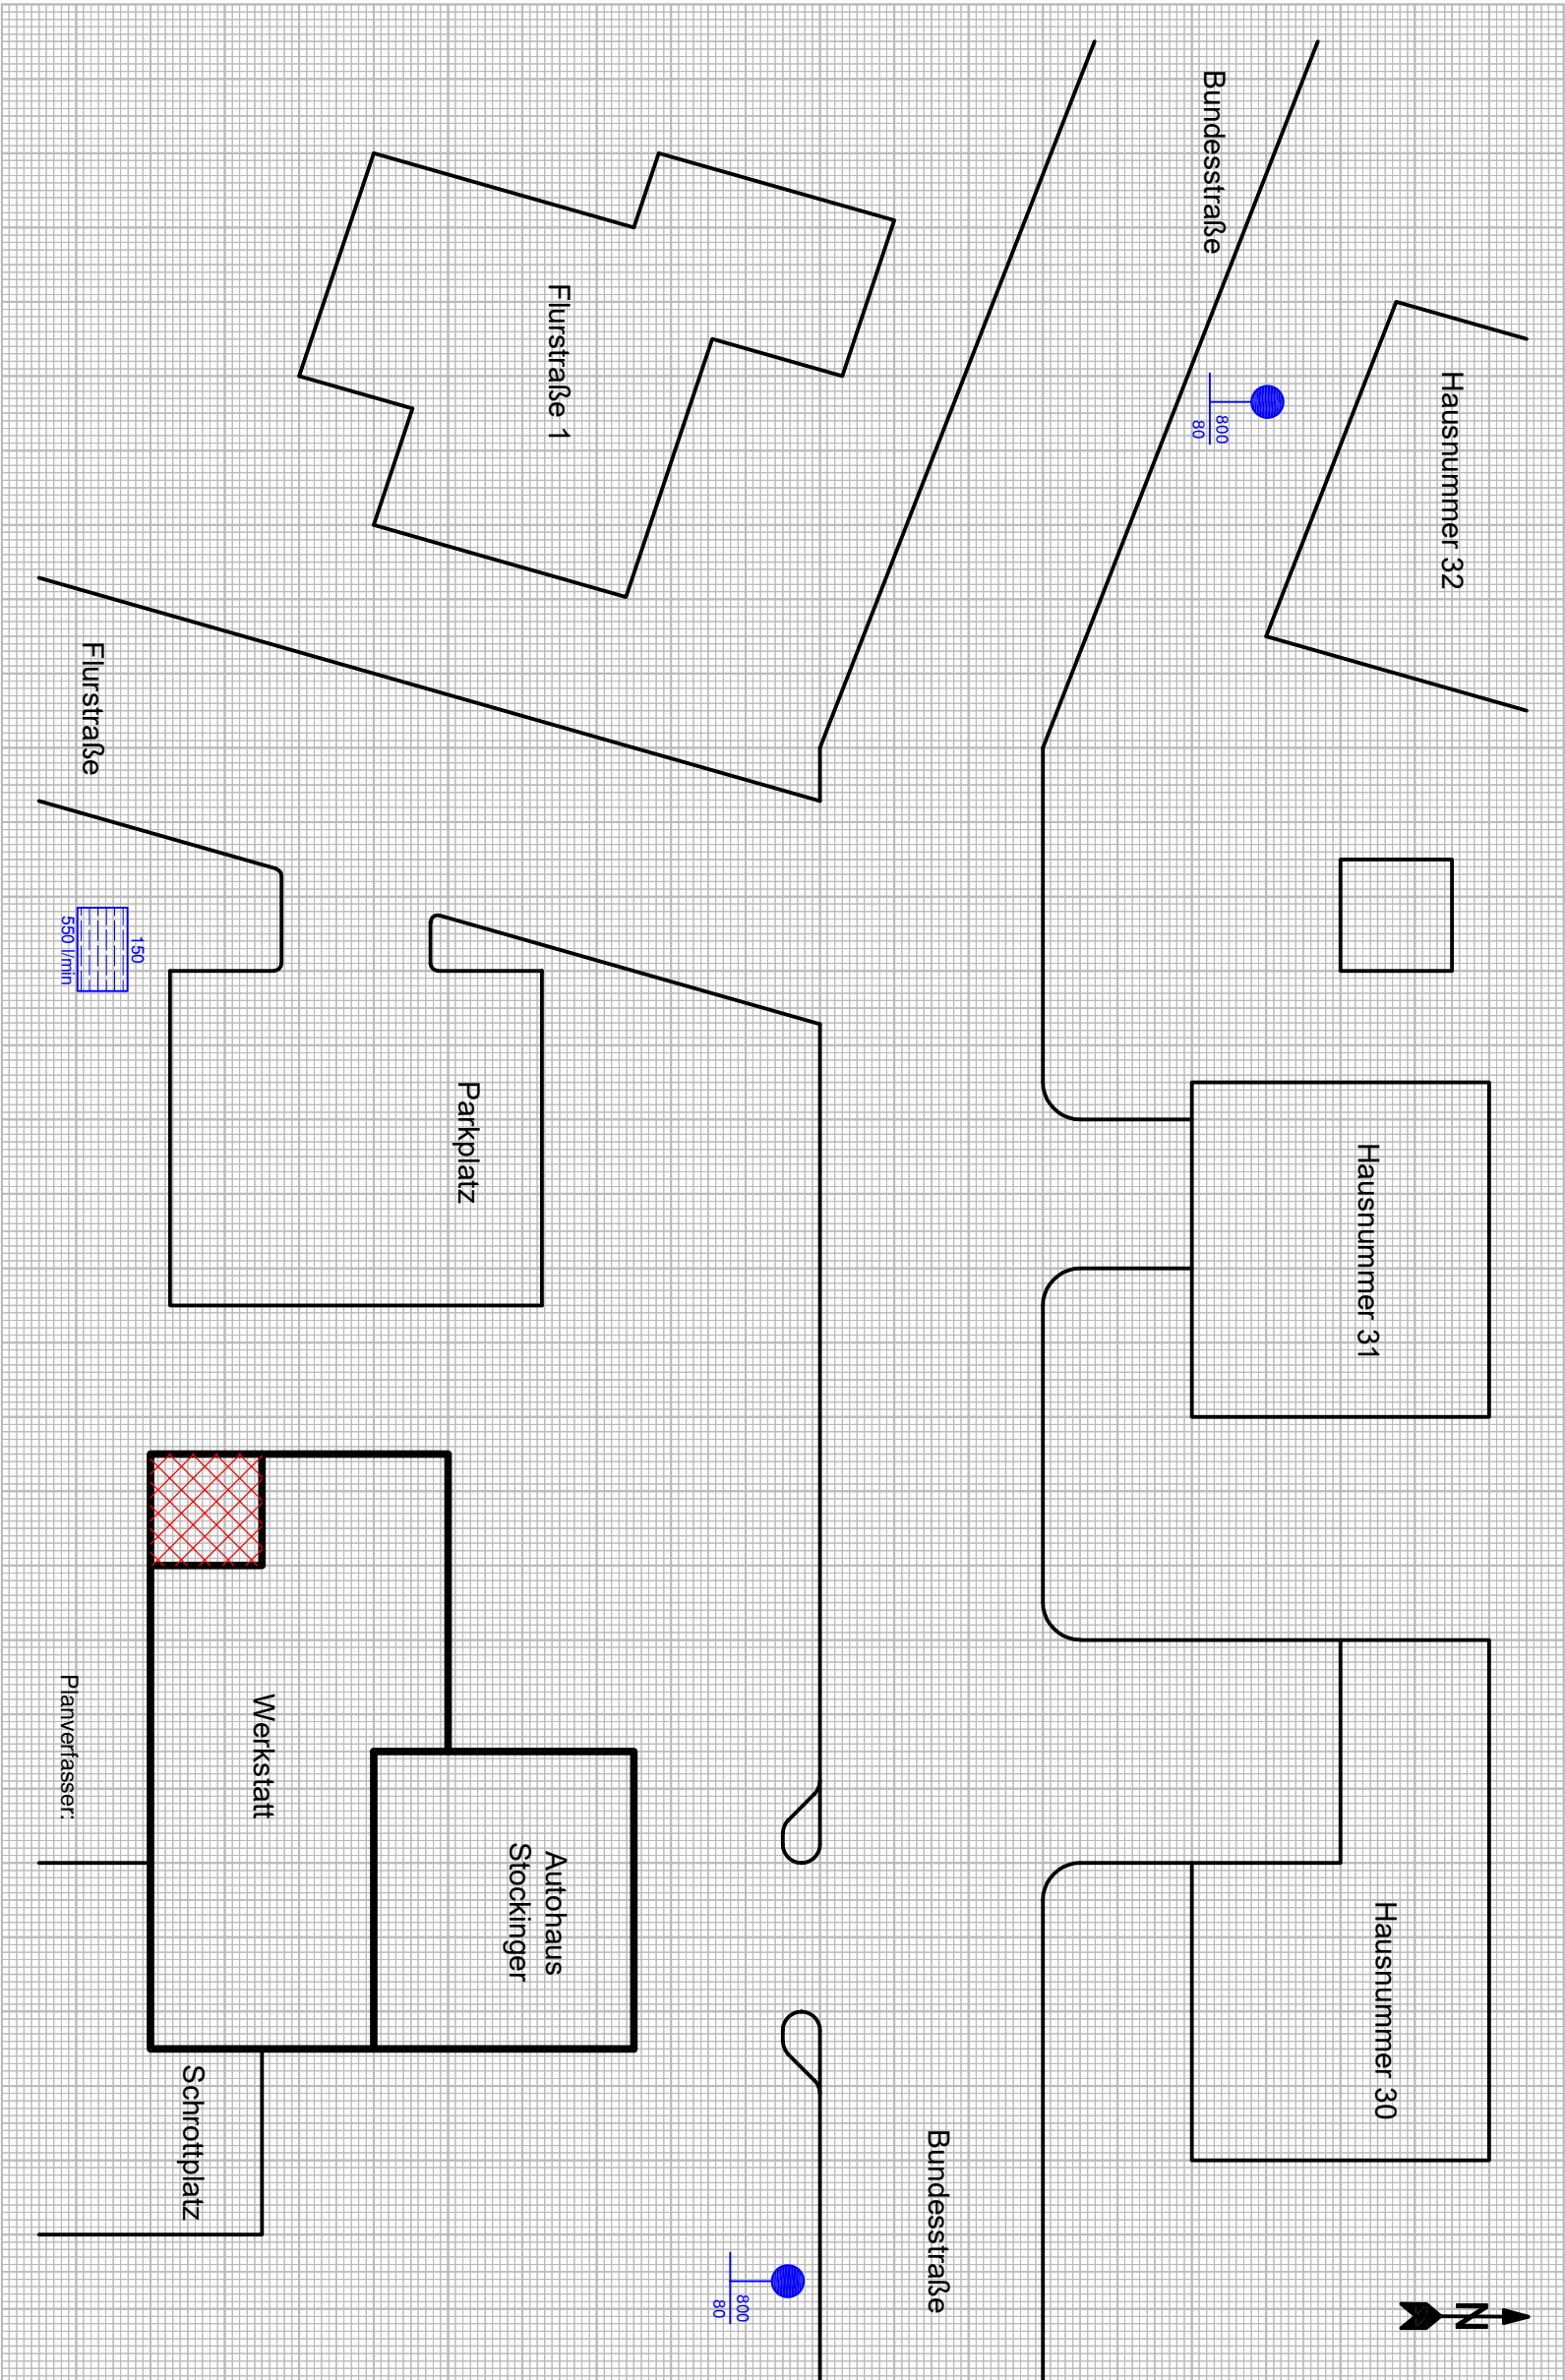 Hausnummer 32
Hausnummer 31
Hausnummer 30
N
Bundesstraße
800
80
Bundesstraße
800
80
Flurstraße 1
Parkplatz
Autohaus
Stockinger
Werkstatt
Schrottplatz
Flurstraße
150
550 l/min
Planverfasser: